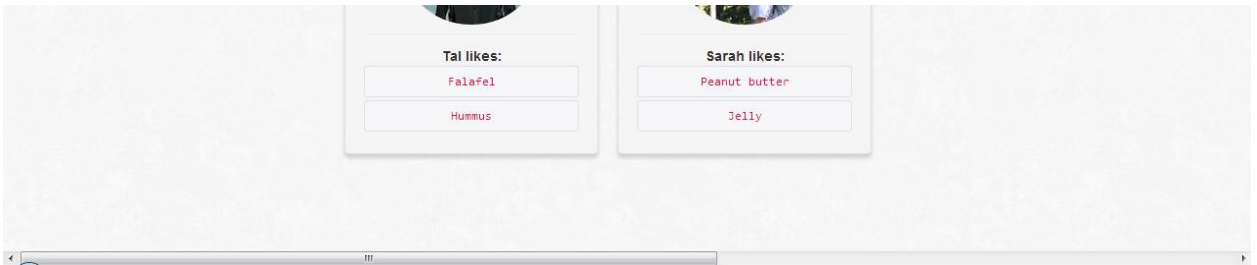 Tal likes:
Falafel
Hummus
Sarah likes:
Peanut butter
Jelly